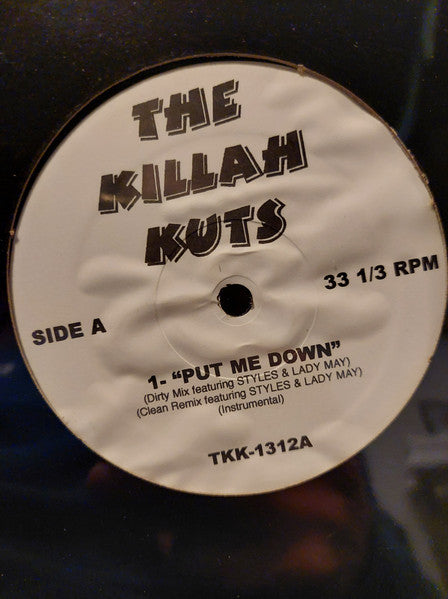 THE
KILLAH
KUTS
SIDE A
33 1/3 RPM
1- "PUT ME DOWN"
(Dirty Mix featuring STYLES & LADY MAY)
(Clean Remix featuring STYLES & LADY MAY)
(Instrumental)
TKK-1312A